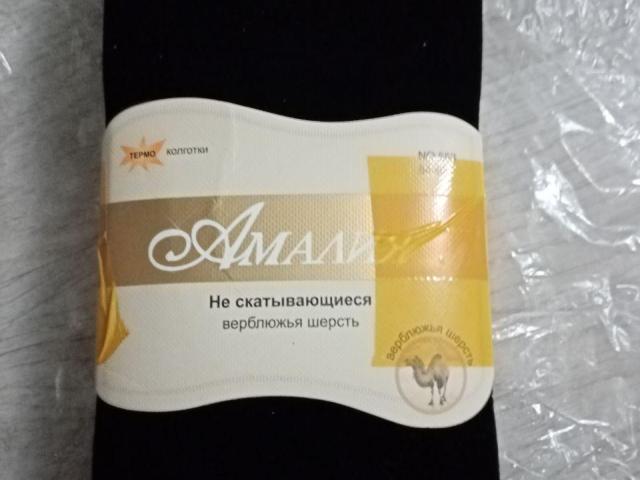 ТЕРМО КОЛГОТКИ
АМАЛИЯ
Не скатывающиеся
верблюжья шерсть
верблюжья шерсть